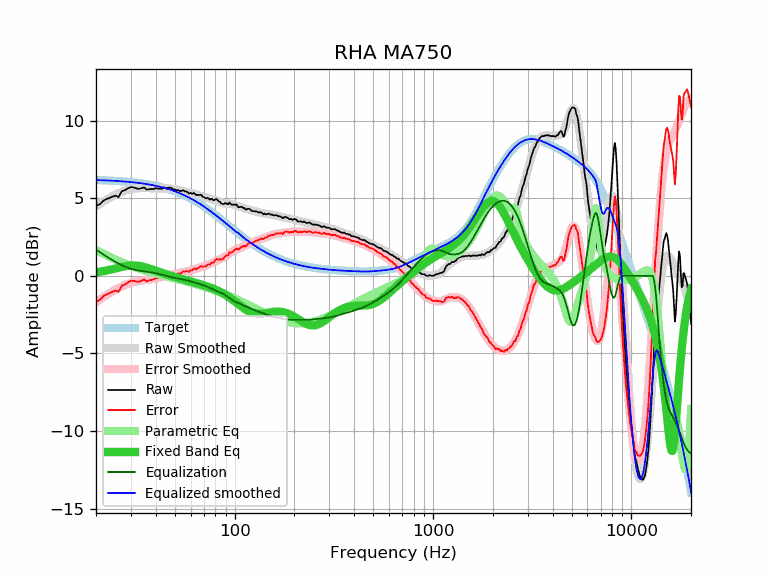 RHA MA750
Amplitude (dBr)
10
5
0
−5
−10
−15
Target
Raw Smoothed
Error Smoothed
Raw
Error
Parametric Eq
Fixed Band Eq
Equalization
Equalized smoothed
100
1000
10000
Frequency (Hz)